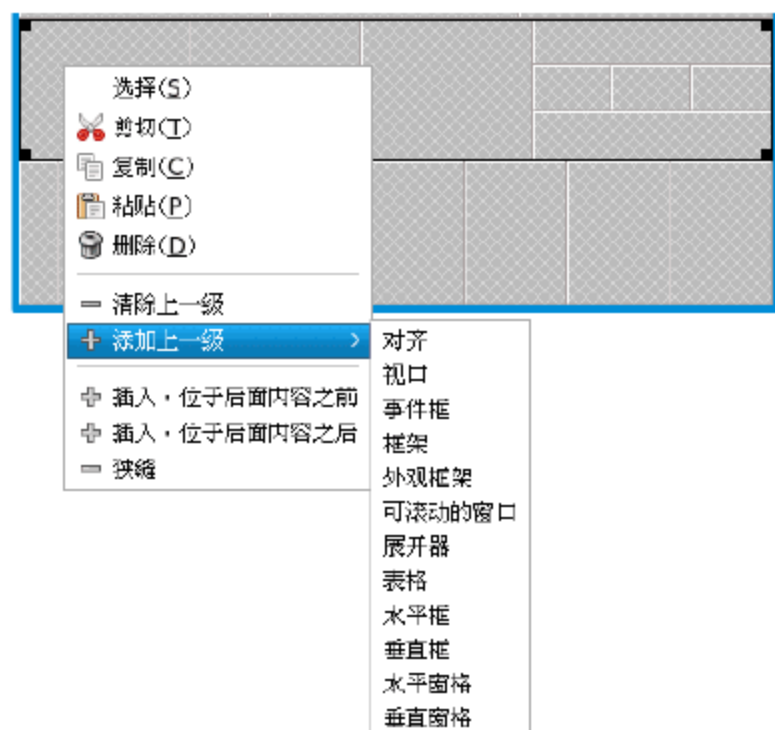 选择(S)
剪切(T)
复制(C)
粘贴(P)
删除(D)
清除上一级
添加上一级
插入，位于后面内容之前
插入，位于后面内容之后
狭缝
对齐
视口
事件框
框架
外观框架
可滚动的窗口
展开器
表格
水平框
垂直框
水平窗格
垂直窗格